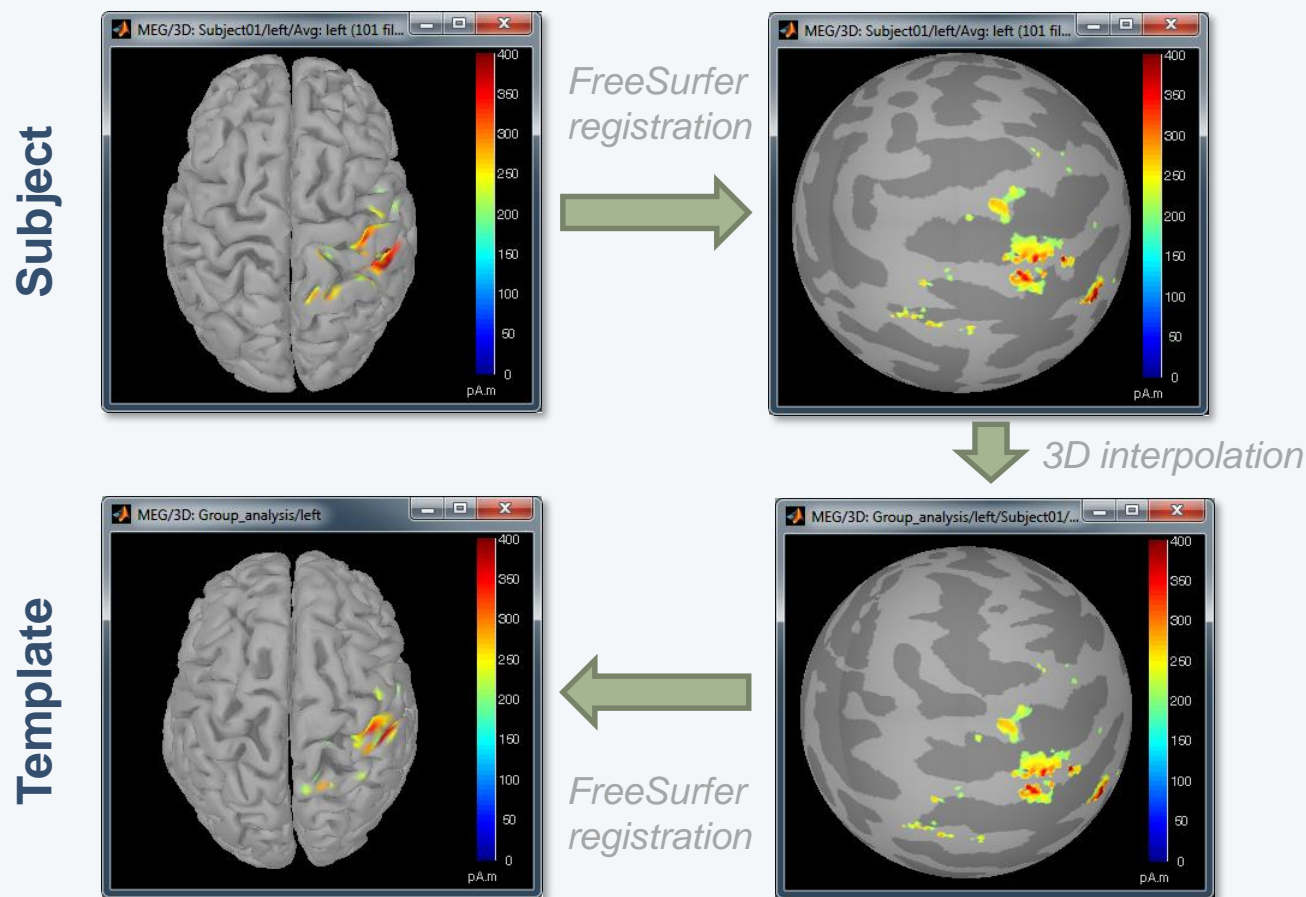 Subject
MEG/3D: Subject01/left/Avg: left (101 fil...
400
350
300
250
200
150
100
50
0
pA.m
FreeSurfer
registration
MEG/3D: Subject01/left/Avg: left (101 fil...
400
350
300
250
200
150
100
50
0
pA.m
3D interpolation
Template
MEG/3D: Group_analysis/left
400
350
300
250
200
150
100
50
0
pA.m
FreeSurfer
registration
MEG/3D: Group_analysis/left/Subject01/...
400
350
300
250
200
150
100
50
0
pA.m